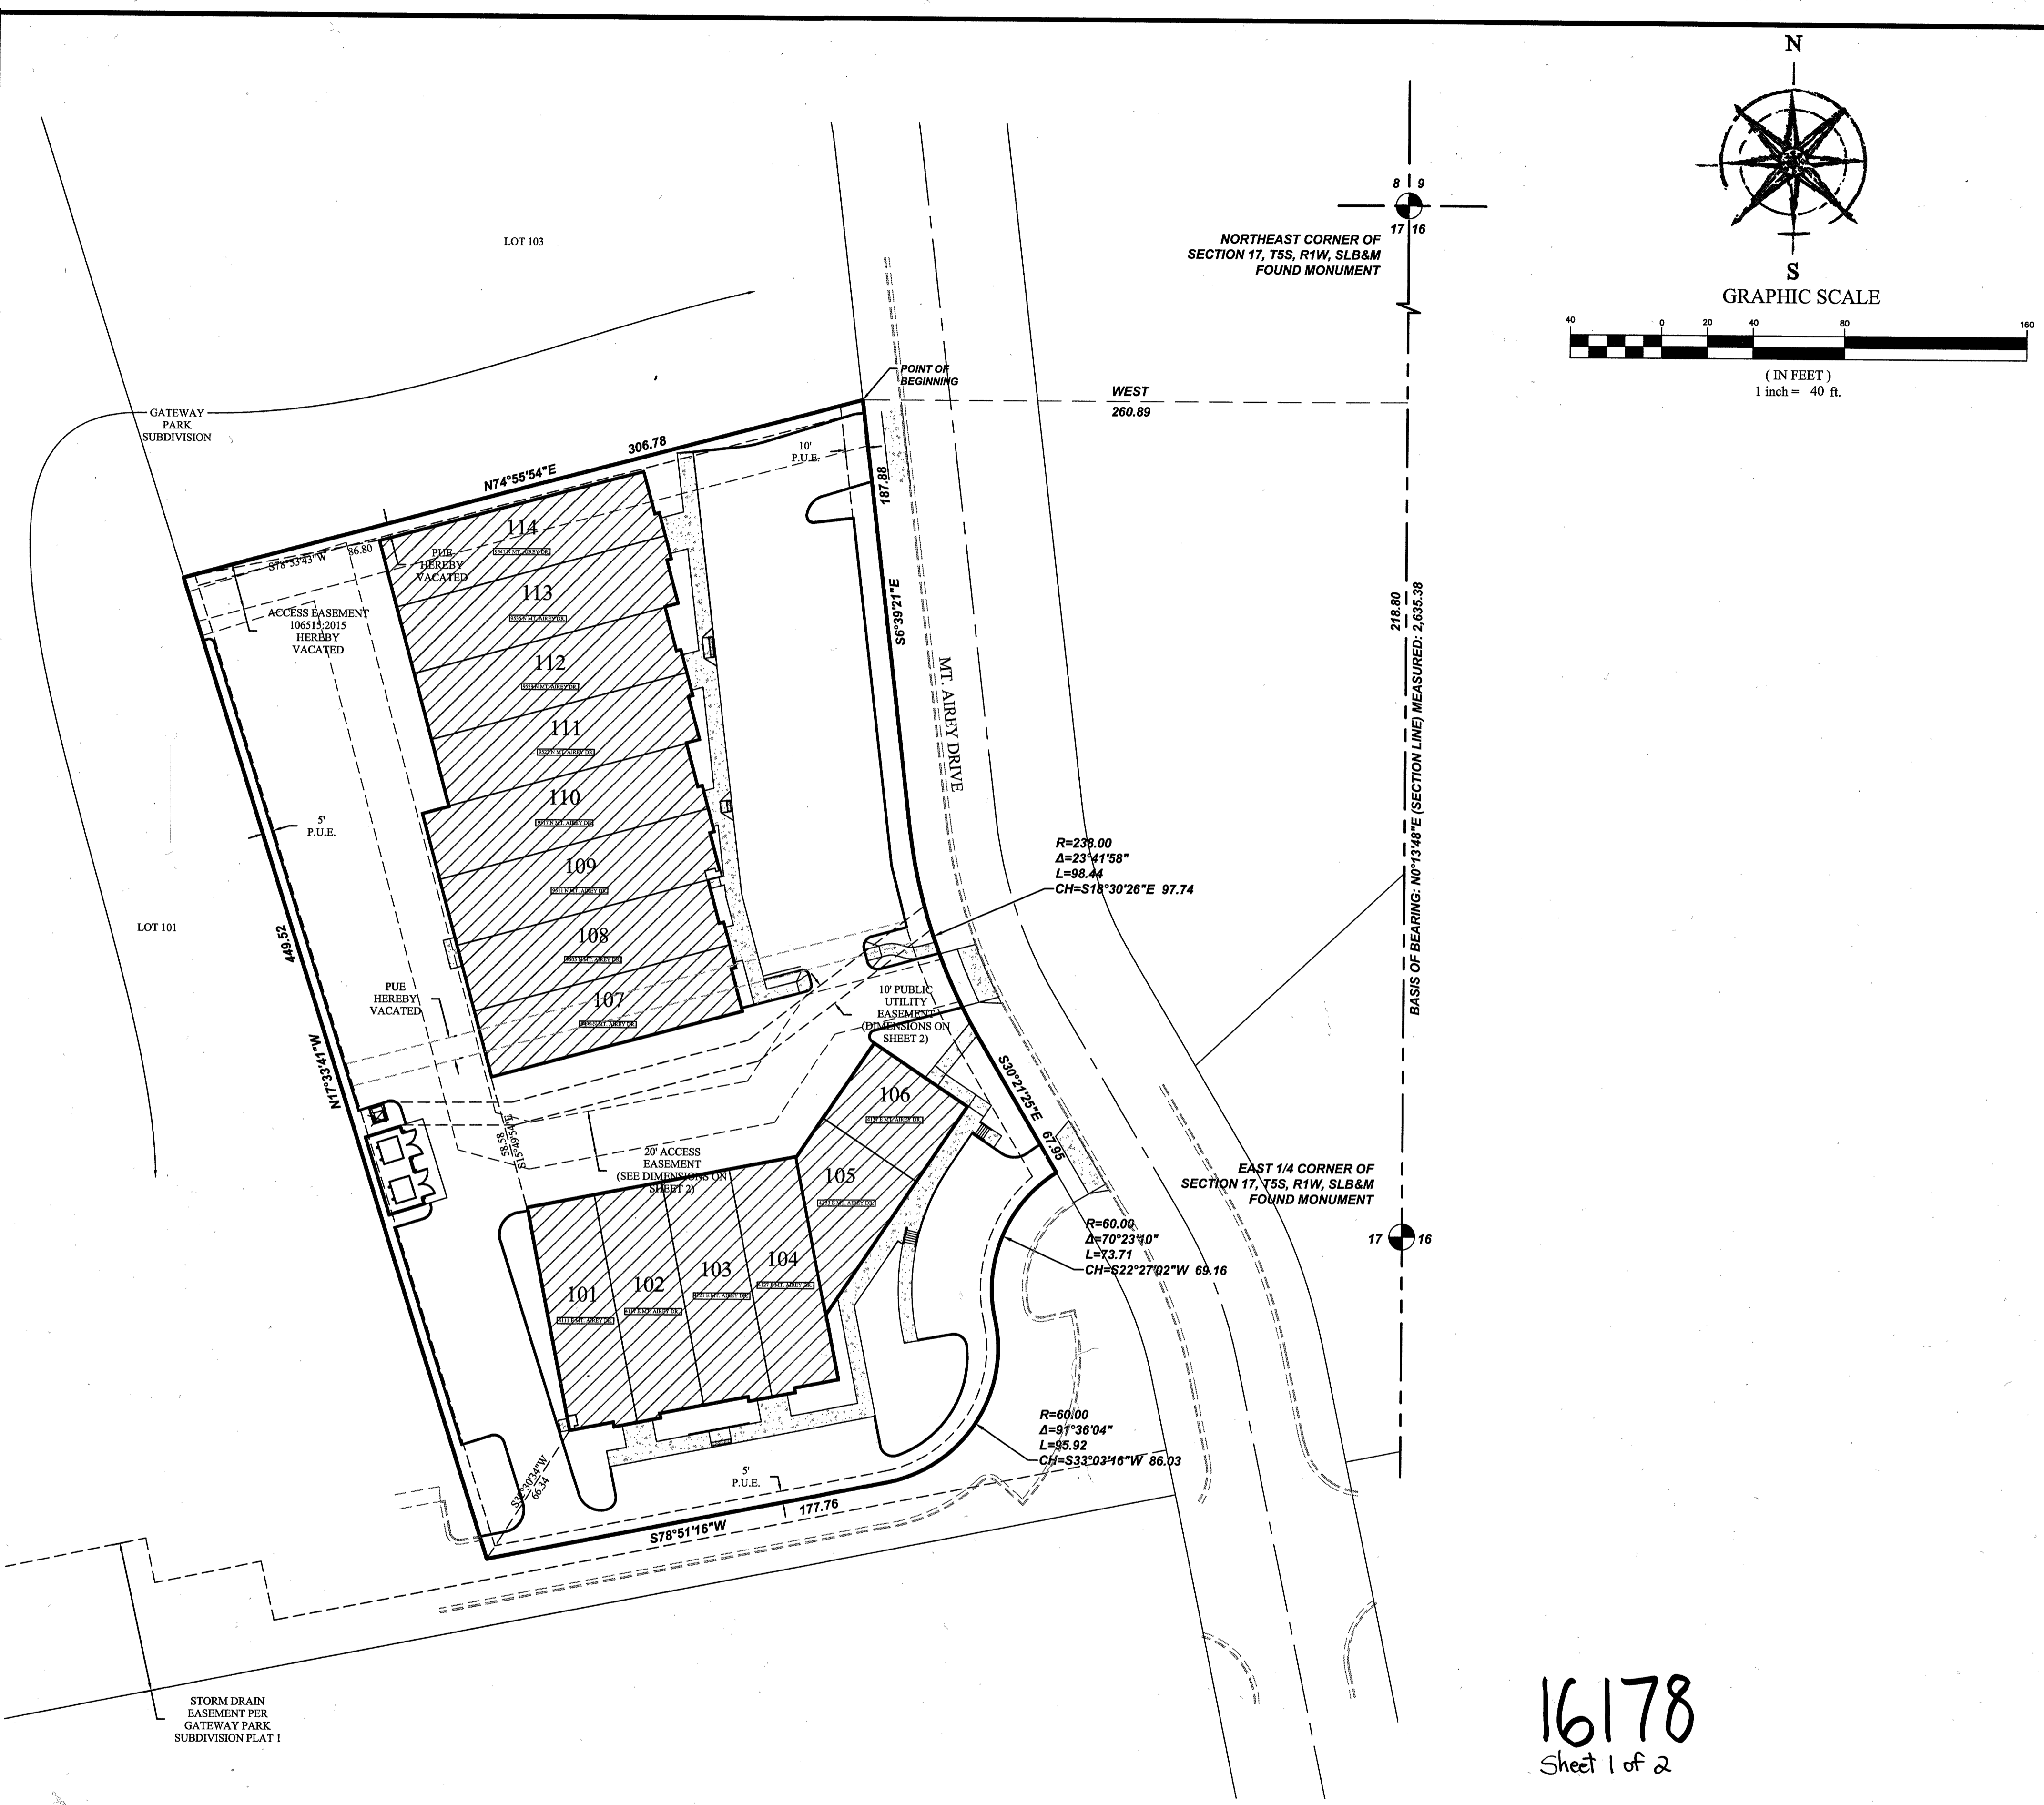 N
S
GRAPHIC SCALE
40 0 20 40 80 160
( IN FEET )
1 inch = 40 ft.
8 9
17 16
NORTHEAST CORNER OF
SECTION 17, T5S, R1W, SLB&M
FOUND MONUMENT
LOT 103
POINT OF
BEGINNING
WEST
260.89
GATEWAY
PARK
SUBDIVISION
306.78
N74°55'54"E
10'
P.U.E.
187.88
S6°39'21"E
S78°53'43"W
86.80
PUE
HEREBY
VACATED
ACCESS EASEMENT
106515:2015
HEREBY
VACATED
114
113
112
111
110
109
108
107
MT. AIREY DRIVE
218.80
BASIS OF BEARING: N0°13'48"E (SECTION LINE) MEASURED: 2,635.38
5'
P.U.E.
R=238.00
Δ=23°41'58"
L=98.44
CH=S18°30'26"E 97.74
LOT 101
449.52
N17°33'41"W
PUE
HEREBY
VACATED
10' PUBLIC
UTILITY
EASEMENT
(DIMENSIONS ON
SHEET 2)
S30°21'25"E
67.95
58.58
S15°49'54"E
20' ACCESS
EASEMENT
(SEE DIMENSIONS ON
SHEET 2)
106
105
104
103
102
101
EAST 1/4 CORNER OF
SECTION 17, T5S, R1W, SLB&M
FOUND MONUMENT
17 16
R=60.00
Δ=70°23'10"
L=73.71
CH=S22°27'02"W 69.16
R=60.00
Δ=91°36'04"
L=95.92
CH=S33°03'16"W 86.03
66.34
5'
P.U.E.
177.76
S78°51'16"W
STORM DRAIN
EASEMENT PER
GATEWAY PARK
SUBDIVISION PLAT 1
16178
Sheet 1 of 2